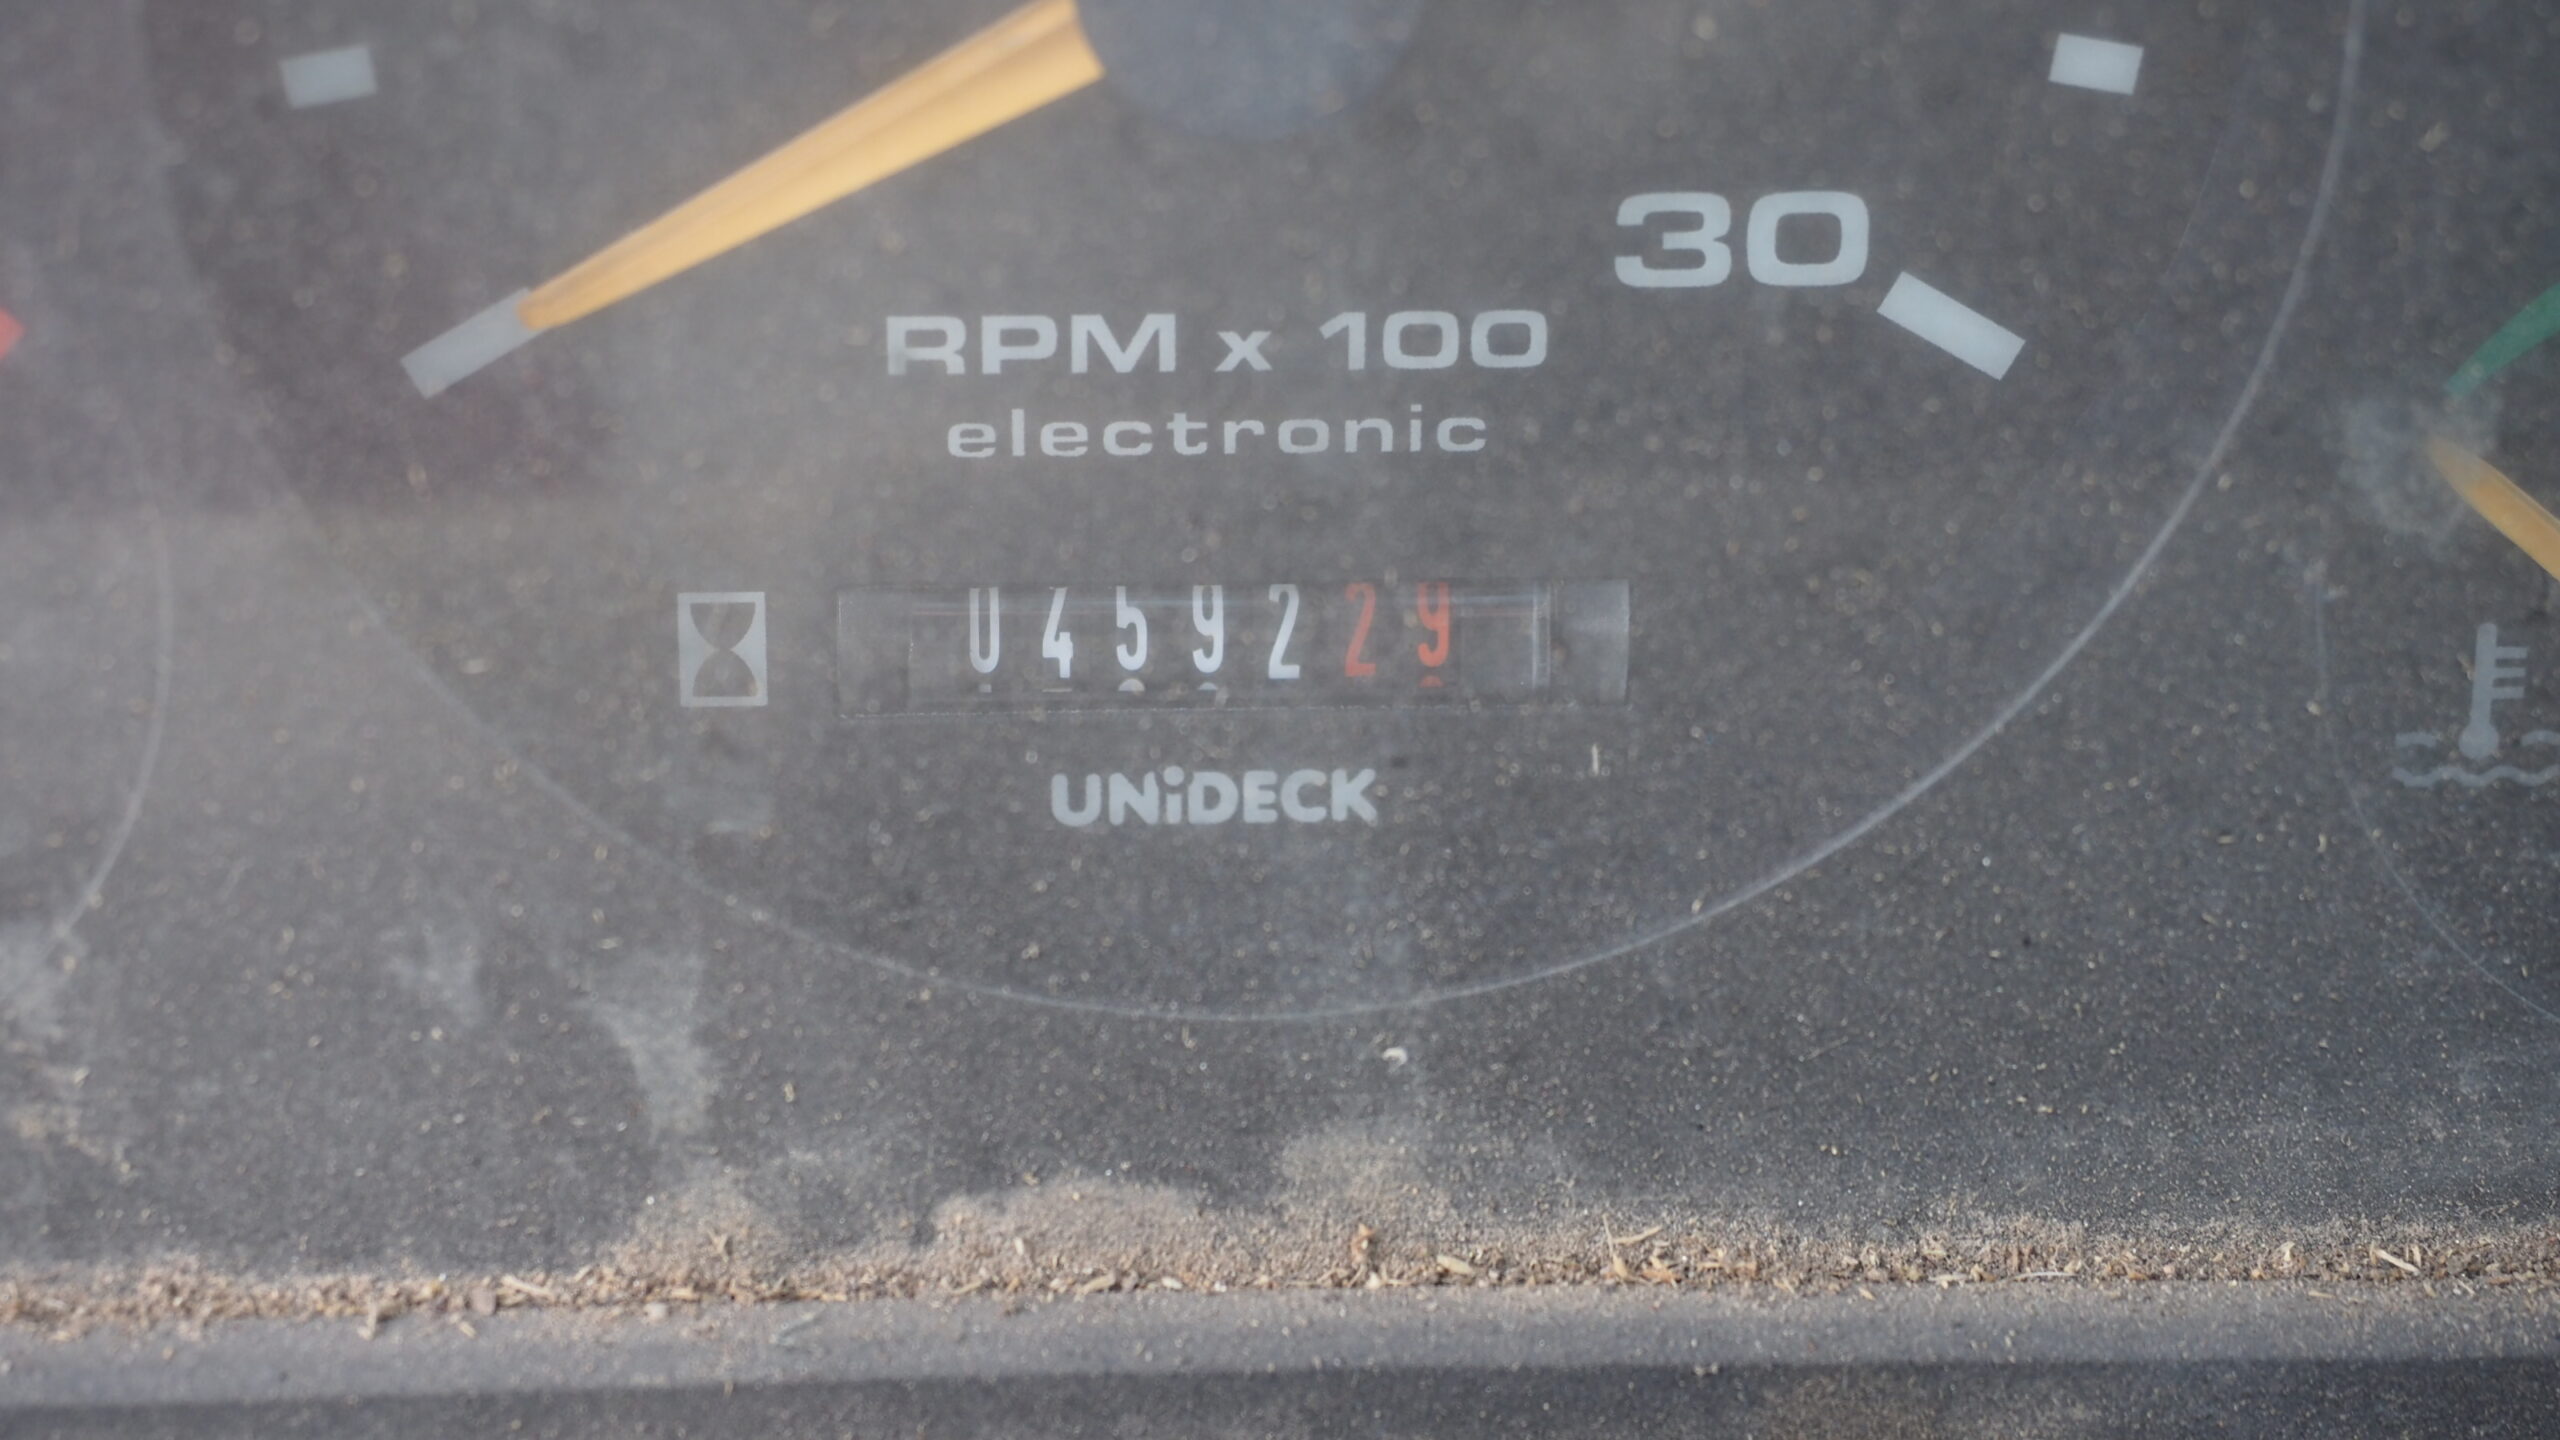 30
RPM x 100
electronic
0459229
UNiDECK